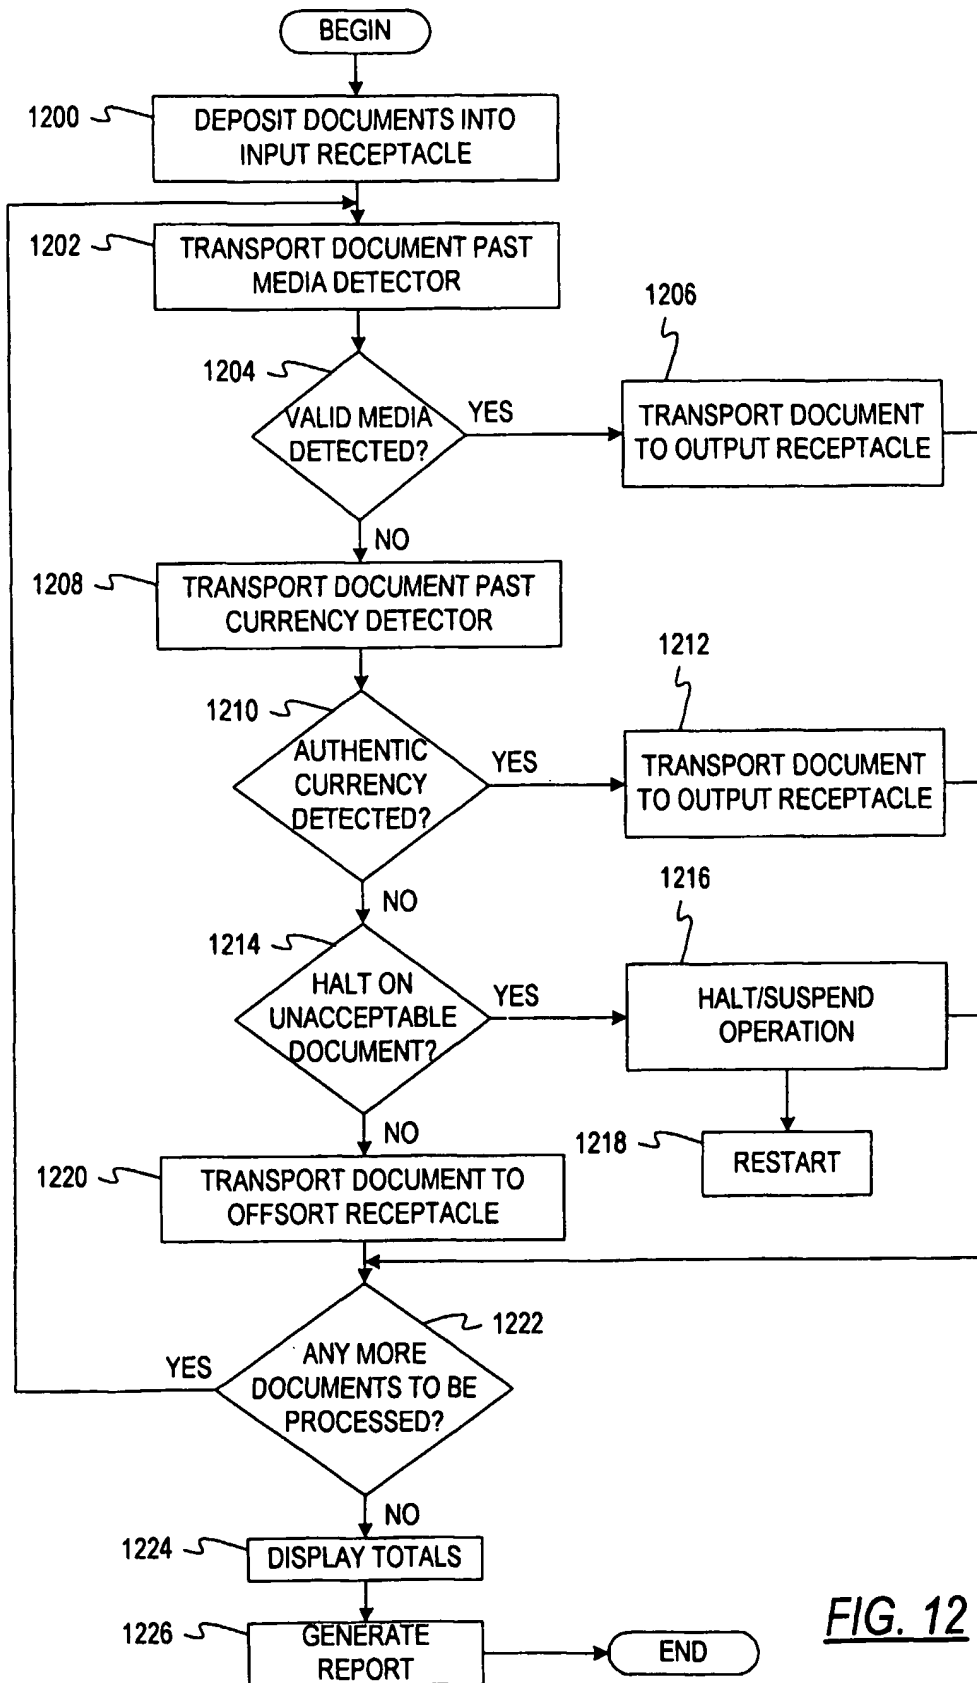 BEGIN
1200
DEPOSIT DOCUMENTS INTO
INPUT RECEPTACLE
1202
TRANSPORT DOCUMENT PAST
MEDIA DETECTOR
1204
VALID MEDIA
DETECTED?
YES
1206
TRANSPORT DOCUMENT
TO OUTPUT RECEPTACLE
NO
1208
TRANSPORT DOCUMENT PAST
CURRENCY DETECTOR
1210
AUTHENTIC
CURRENCY
DETECTED?
YES
1212
TRANSPORT DOCUMENT
TO OUTPUT RECEPTACLE
NO
1214
HALT ON
UNACCEPTABLE
DOCUMENT?
YES
1216
HALT/SUSPEND
OPERATION
1218
RESTART
NO
1220
TRANSPORT DOCUMENT TO
OFFSORT RECEPTACLE
1222
ANY MORE
DOCUMENTS TO BE
PROCESSED?
YES
NO
1224
DISPLAY TOTALS
1226
GENERATE
REPORT
END
FIG. 12